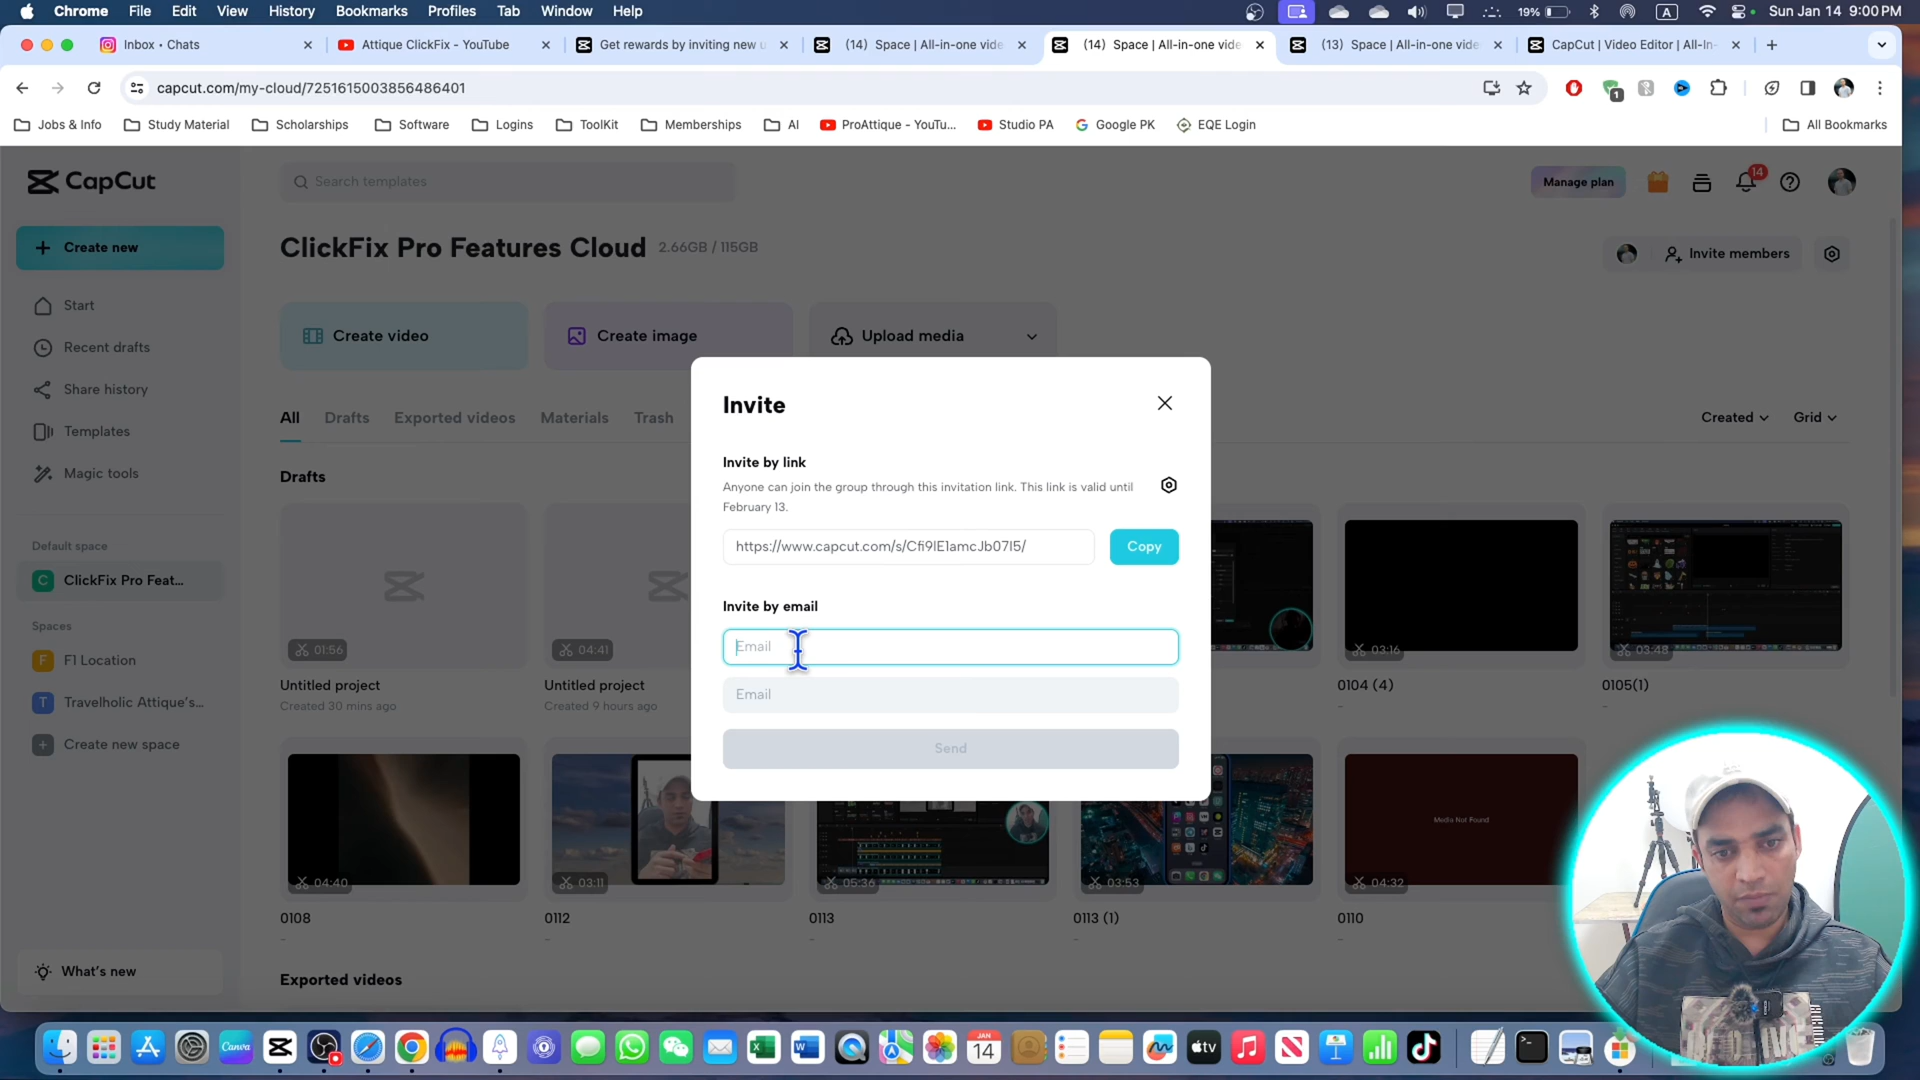 Chrome File Edit View History Bookmarks Profiles Tab Window Help
A 19% Sun Jan 14 9:00 PM
Inbox • Chats
Attique ClickFix - YouTube
Get rewards by inviting new u
(14) Space | All-in-one vide
(14) Space | All-in-one vide
(13) Space | All-in-one vide
CapCut | Video Editor | All-In-
capcut.com/my-cloud/7251615003856486401
1
Jobs & Info
Study Material
Scholarships
Software
Logins
ToolKit
Memberships
AI
ProAttique - YouTu...
Studio PA
Google PK
EQE Login
All Bookmarks
CapCut
Search templates
Manage plan
14
Create new
Start
Recent drafts
Share history
Templates
Magic tools
Default space
C ClickFix Pro Feat...
Spaces
F F1 Location
T Travelholic Attique's...
Create new space
What's new
ClickFix Pro Features Cloud 2.66GB / 115GB
Invite members
Create video
Create image
Upload media
All Drafts Exported videos Materials Trash
Created
Grid
Drafts
01:56
Untitled project
Created 30 mins ago
04:41
Untitled project
Created 9 hours ago
03:16
0104 (4)
-
03:48
0105(1)
-
04:40
0108
-
03:11
0112
-
05:36
0113
-
03:53
0113 (1)
-
Media Not Found
04:32
0110
-
Exported videos
Invite
Invite by link
Anyone can join the group through this invitation link. This link is valid until
February 13.
https://www.capcut.com/s/Cfi9lE1amcJb07I5/
Copy
Invite by email
Email
Email
Send
Canva
JAN
14
tv